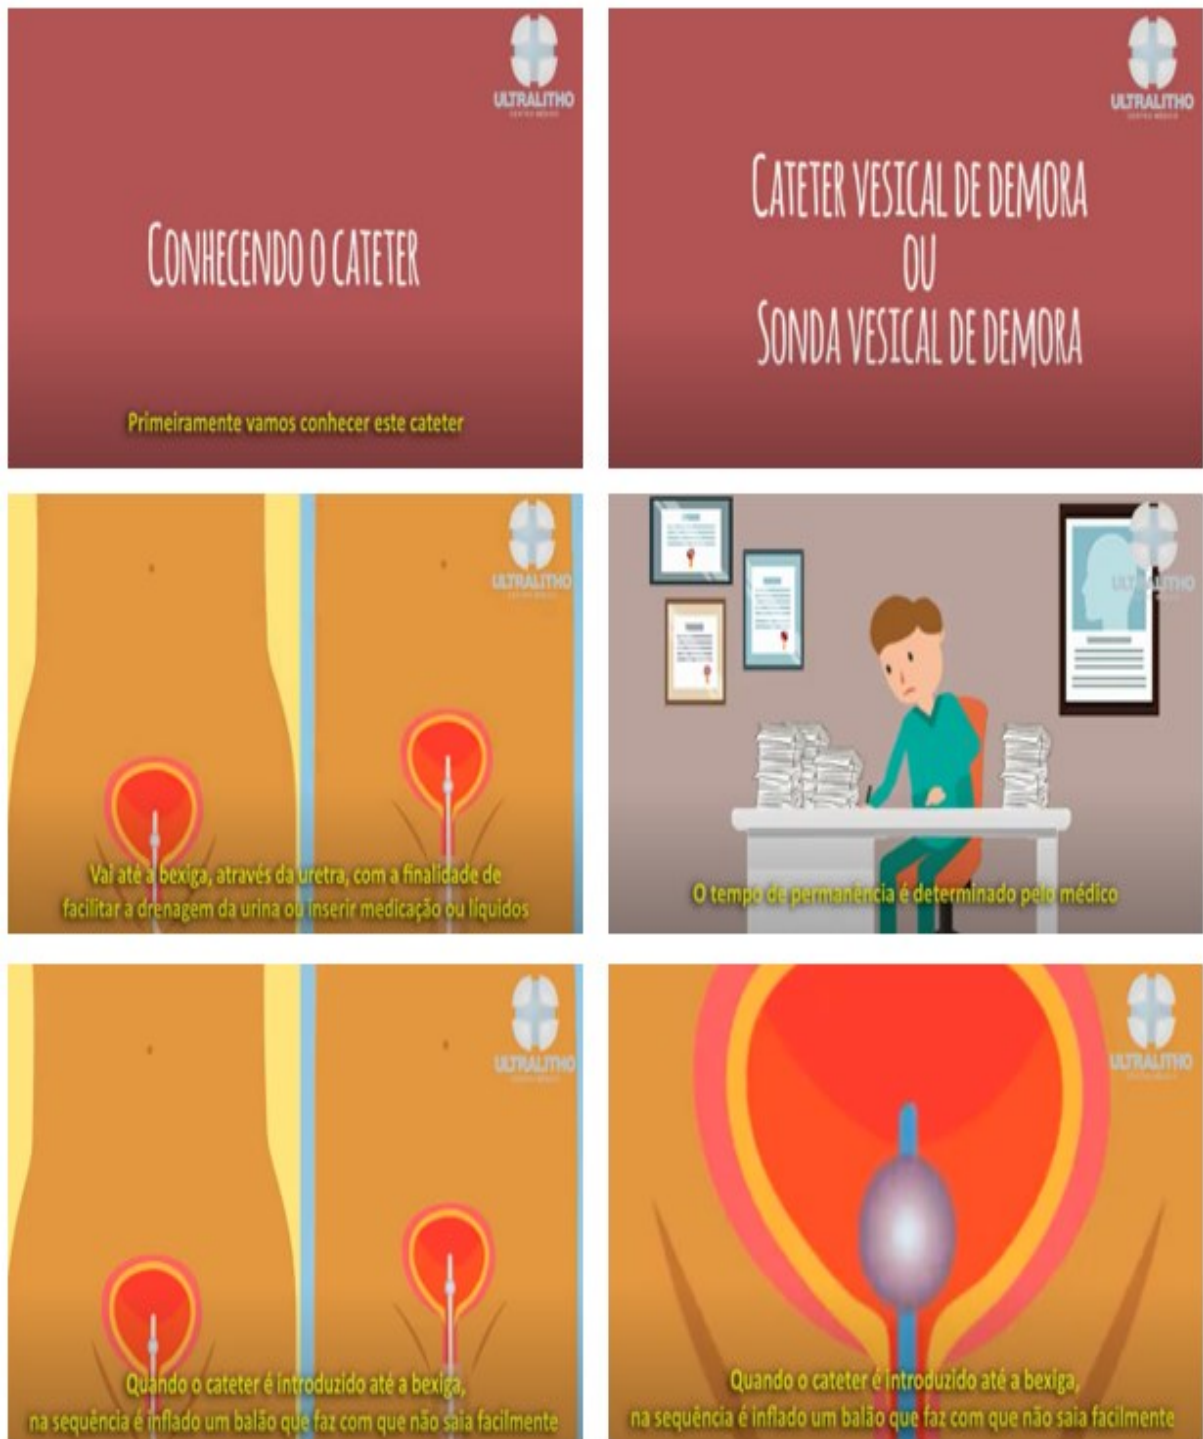 ULTRALITHO
CENTRO MÉDICO
CONHECENDO O CATETER
Primeiramente vamos conhecer este cateter
ULTRALITHO
CENTRO MÉDICO
CATETER VESICAL DE DEMORA
OU
SONDA VESICAL DE DEMORA
ULTRALITHO
Vai até a bexiga, através da uretra, com a finalidade de
facilitar a drenagem da urina ou inserir medicação ou líquidos
ULTRALITHO
O tempo de permanência é determinado pelo médico
ULTRALITHO
Quando o cateter é introduzido até a bexiga,
na sequência é inflado um balão que faz com que não saia facilmente
ULTRALITHO
Quando o cateter é introduzido até a bexiga,
na sequência é inflado um balão que faz com que não saia facilmente